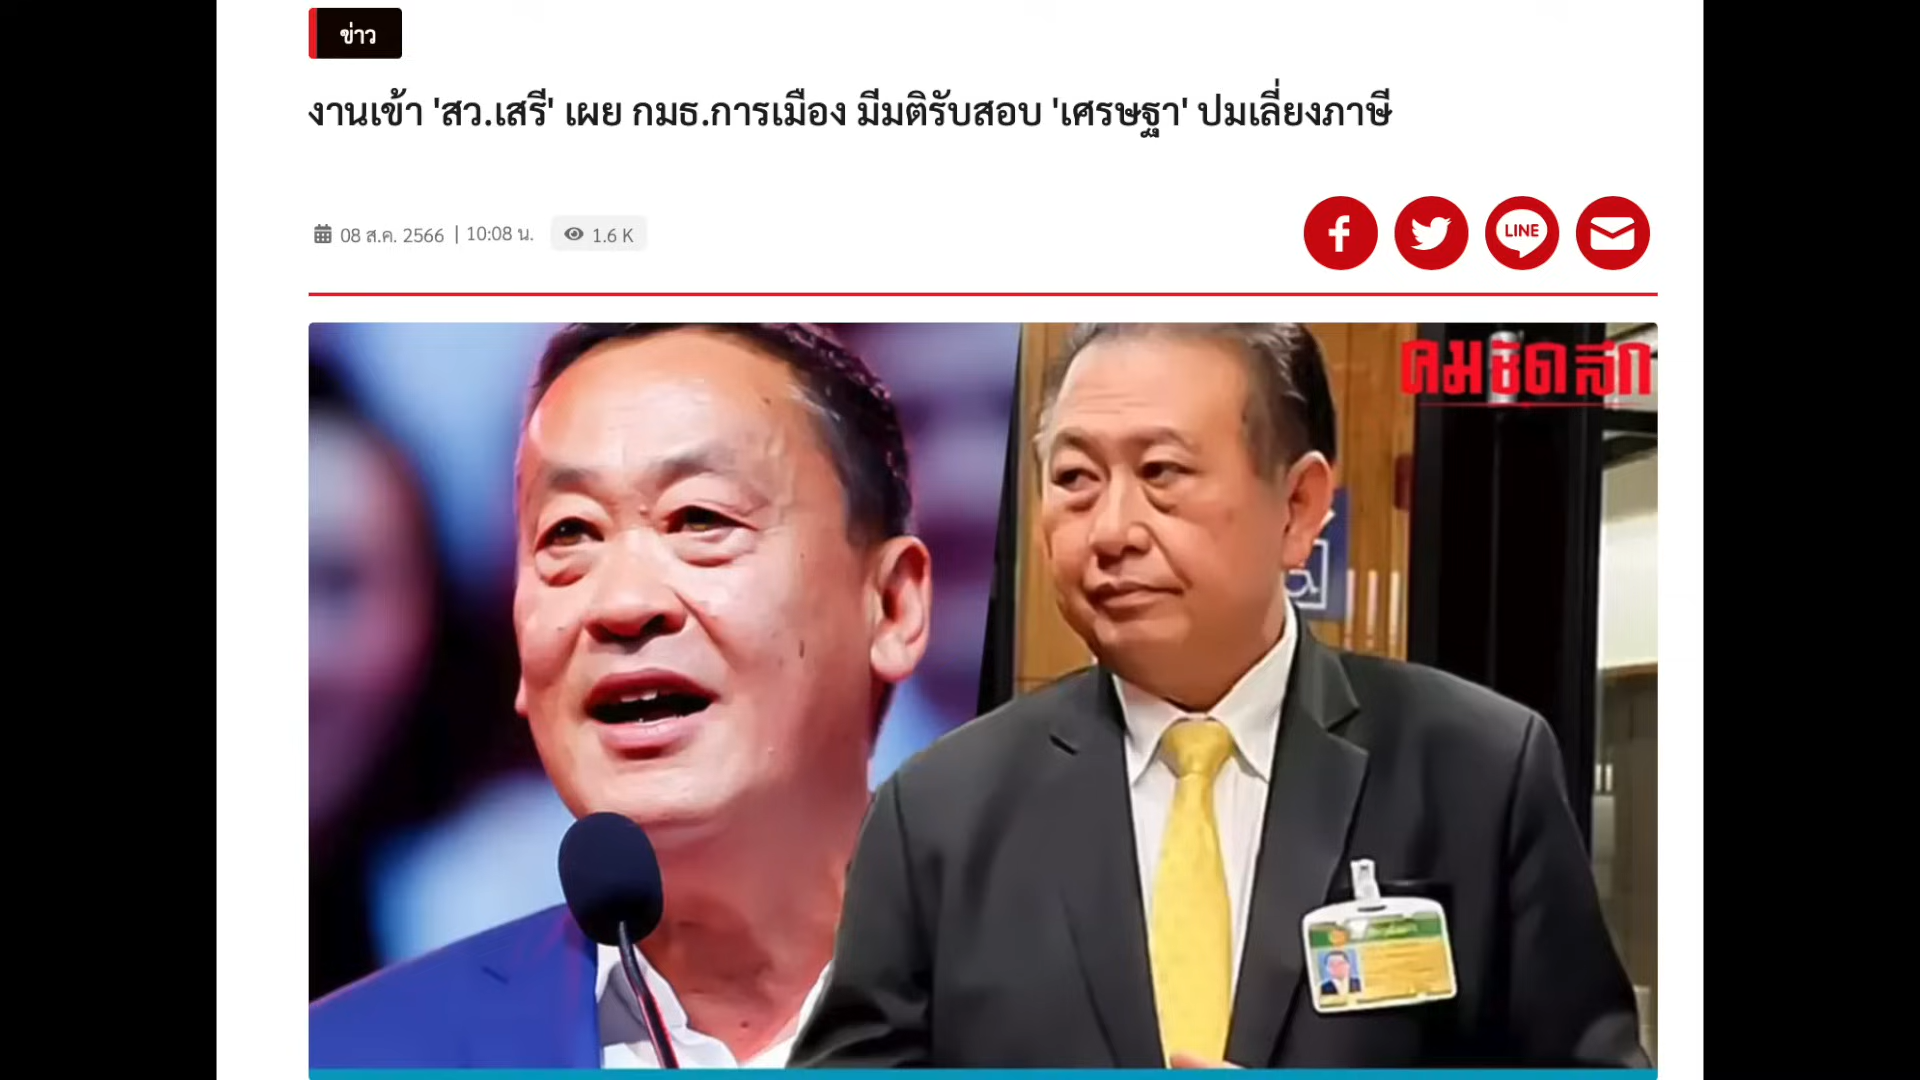 ข่าว
งานเข้า 'สว.เสรี' เผย กมธ.การเมือง มีมติรับสอบ 'เศรษฐา' ปมเลี่ยงภาษี
08 ส.ค. 2566 | 10:08 น. 1.6 K
LINE
คมชัดลึก